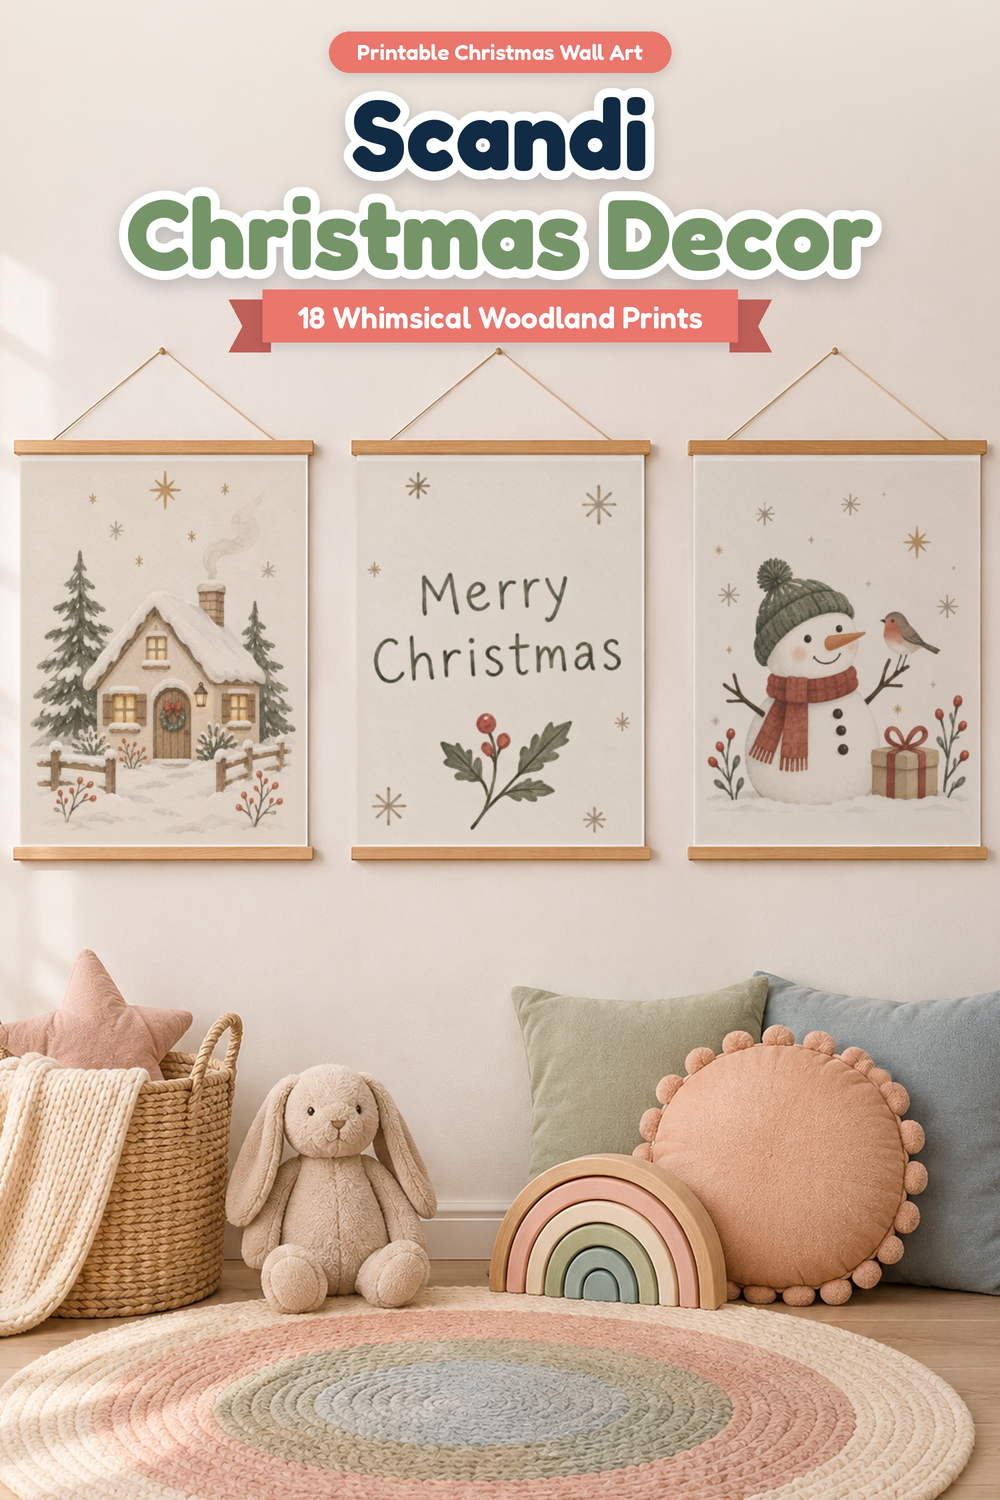 Printable Christmas Wall Art
Scandi
Christmas Decor
18 Whimsical Woodland Prints
Merry
Christmas